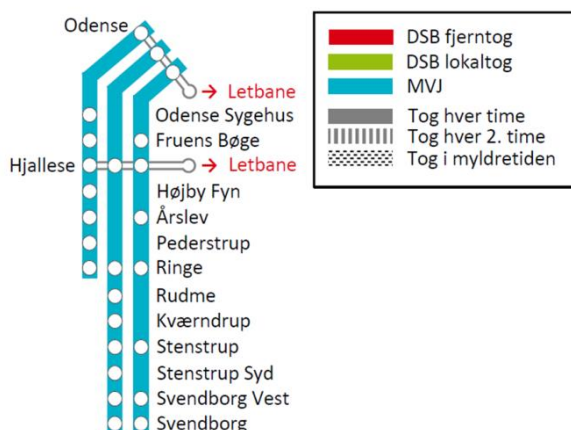 Odense
→ Letbane
Odense Sygehus
Fruens Bøge
Hjallese
→ Letbane
Højby Fyn
Årslev
Pederstrup
Ringe
Rudme
Kværndrup
Stenstrup
Stenstrup Syd
Svendborg Vest
Svendborg
DSB fjerntog
DSB lokaltog
MVJ
Tog hver time
Tog hver 2. time
Tog i myldretiden